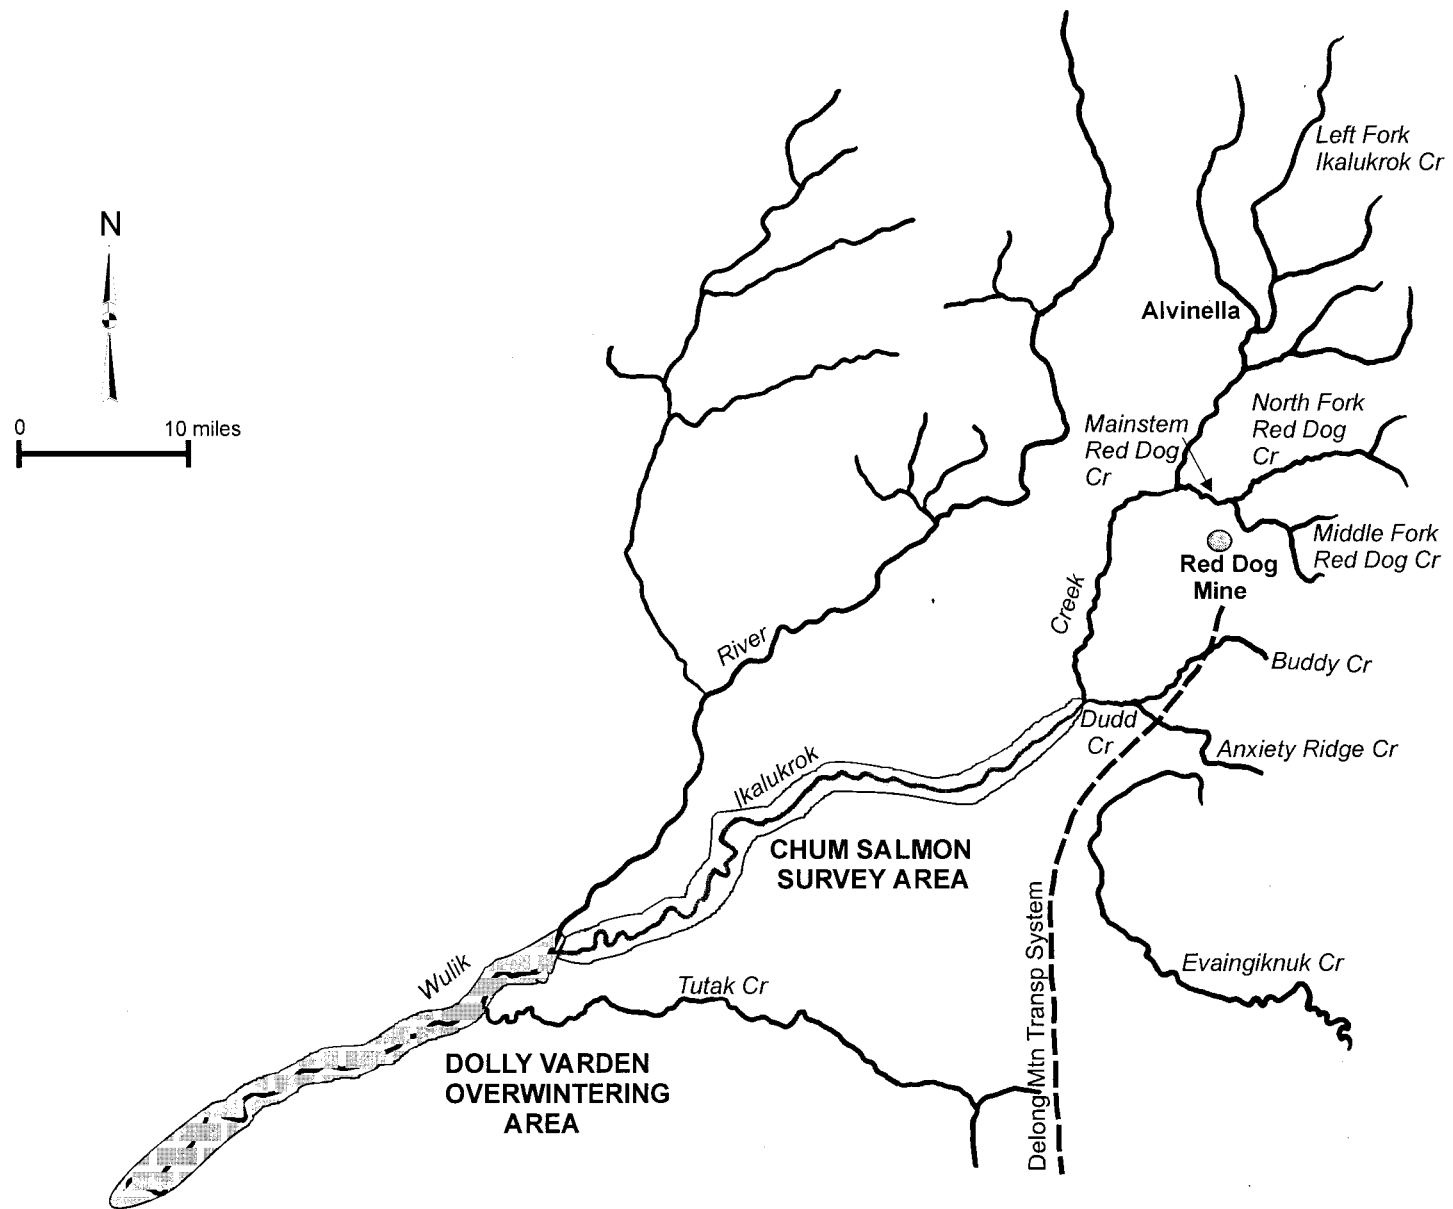 Left Fork
Ikalukrok Cr
N
Alvinella
0 10 miles
North Fork
Red Dog
Cr
Mainstem
Red Dog
Cr
Middle Fork
Red Dog Cr
Red Dog
Mine
Creek
River
Buddy Cr
Dudd
Cr
Anxiety Ridge Cr
Ikalukrok
CHUM SALMON
SURVEY AREA
Delong Mtn Transp System
Wulik
Evaingiknuk Cr
Tutak Cr
DOLLY VARDEN
OVERWINTERING
AREA